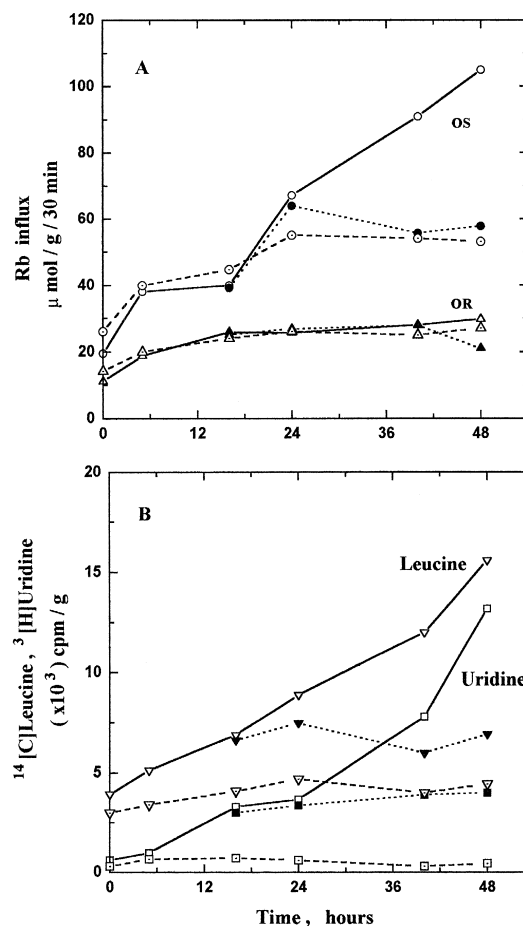 120
A
100
OS
80
Rb influx
μ mol / g / 30 min
60
40
OR
20
0
0 12 24 36 48
20
B
15
Leucine
Uridine
¹⁴[C]Leucine , ³[H]Uridine
( x10³ ) cpm / g
10
5
0
0 12 24 36 48
Time , hours